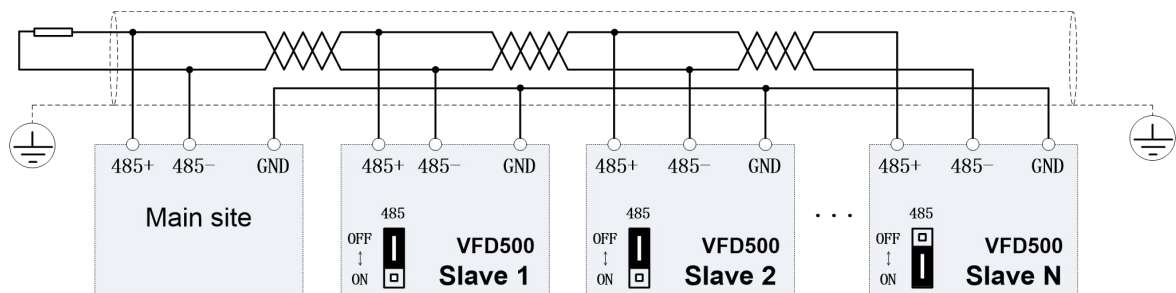 485+ 485- GND 485+ 485- GND 485+ 485- GND 485+ 485- GND
Main site 485 485 . . . 485
OFF VFD500 OFF VFD500 OFF VFD500
↕ ↕ ↕
ON Slave 1 ON Slave 2 ON Slave N